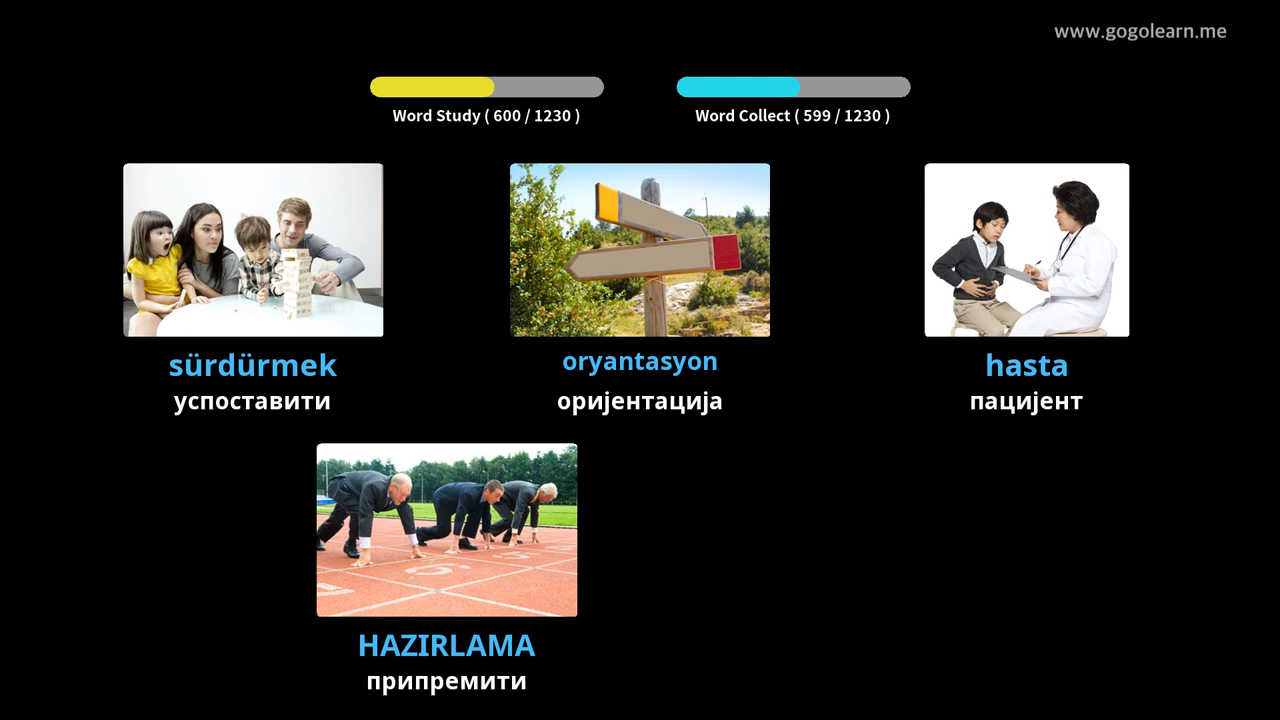 www.gogolearn.me
Word Study ( 600 / 1230 )
Word Collect ( 599 / 1230 )
sürdürmek
успоставити
oryantasyon
оријентација
hasta
пацијент
HAZIRLAMA
припремити